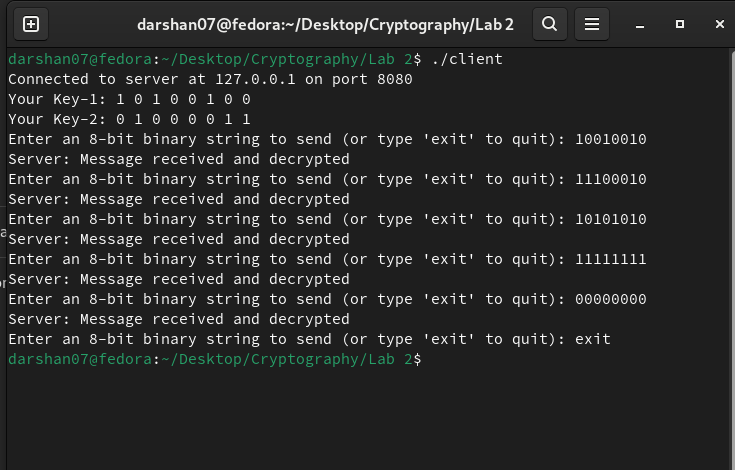 darshan07@fedora:~/Desktop/Cryptography/Lab 2
darshan07@fedora:~/Desktop/Cryptography/Lab 2$ ./client
Connected to server at 127.0.0.1 on port 8080
Your Key-1: 1 0 1 0 0 1 0 0
Your Key-2: 0 1 0 0 0 0 1 1
Enter an 8-bit binary string to send (or type 'exit' to quit): 10010010
Server: Message received and decrypted
Enter an 8-bit binary string to send (or type 'exit' to quit): 11100010
Server: Message received and decrypted
Enter an 8-bit binary string to send (or type 'exit' to quit): 10101010
Server: Message received and decrypted
Enter an 8-bit binary string to send (or type 'exit' to quit): 11111111
Server: Message received and decrypted
Enter an 8-bit binary string to send (or type 'exit' to quit): 00000000
Server: Message received and decrypted
Enter an 8-bit binary string to send (or type 'exit' to quit): exit
darshan07@fedora:~/Desktop/Cryptography/Lab 2$